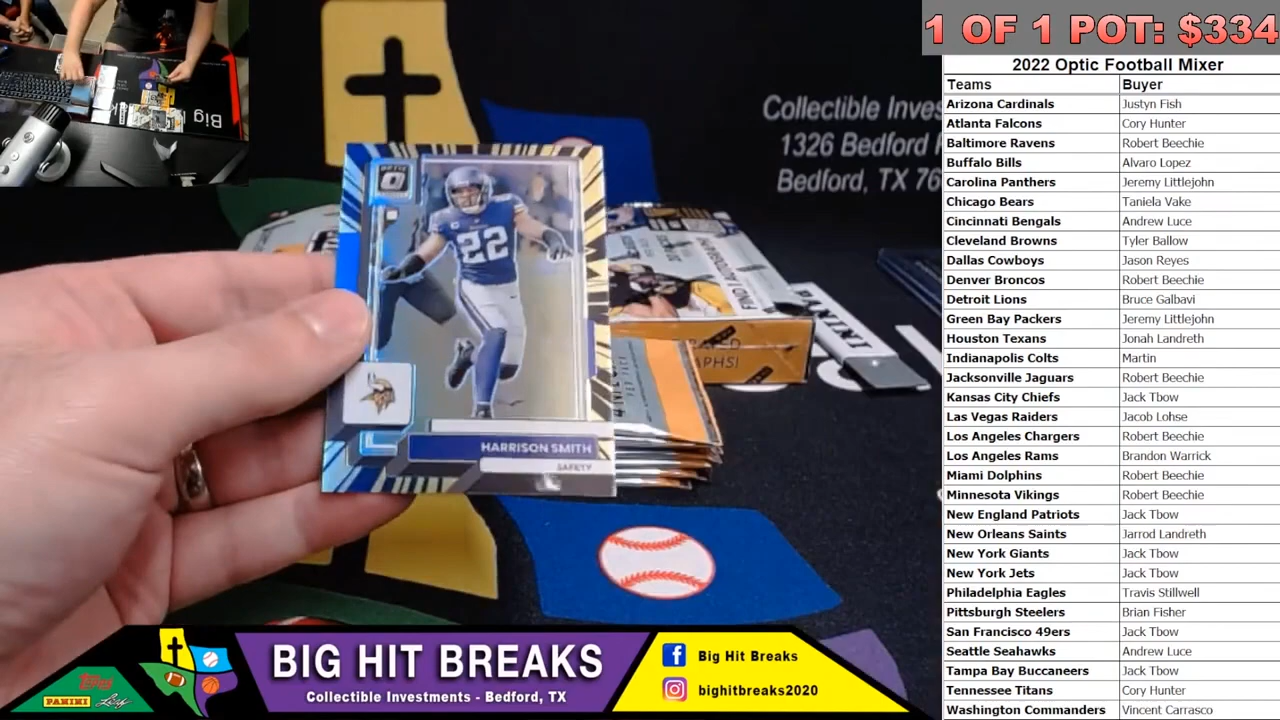 1 OF 1 POT: $334
2022 Optic Football Mixer
Teams Buyer
Arizona Cardinals Justyn Fish
Atlanta Falcons Cory Hunter
Baltimore Ravens Robert Beechie
Buffalo Bills Alvaro Lopez
Carolina Panthers Jeremy Littlejohn
Chicago Bears Taniela Vake
Cincinnati Bengals Andrew Luce
Cleveland Browns Tyler Ballow
Dallas Cowboys Jason Reyes
Denver Broncos Robert Beechie
Detroit Lions Bruce Galbavi
Green Bay Packers Jeremy Littlejohn
Houston Texans Jonah Landreth
Indianapolis Colts Martin
Jacksonville Jaguars Robert Beechie
Kansas City Chiefs Jack Tbow
Las Vegas Raiders Jacob Lohse
Los Angeles Chargers Robert Beechie
Los Angeles Rams Brandon Warrick
Miami Dolphins Robert Beechie
Minnesota Vikings Robert Beechie
New England Patriots Jack Tbow
New Orleans Saints Jarrod Landreth
New York Giants Jack Tbow
New York Jets Jack Tbow
Philadelphia Eagles Travis Stillwell
Pittsburgh Steelers Brian Fisher
San Francisco 49ers Jack Tbow
Seattle Seahawks Andrew Luce
Tampa Bay Buccaneers Jack Tbow
Tennessee Titans Cory Hunter
Washington Commanders Vincent Carrasco
Collectible Inves
1326 Bedford
Bedford, TX 76
OPTIC
22
HARRISON SMITH
SAFETY
PANINI
Big
BIG HIT BREAKS
Collectible Investments - Bedford, TX
Big Hit Breaks
bighitbreaks2020
Topps
PANINI
Leaf